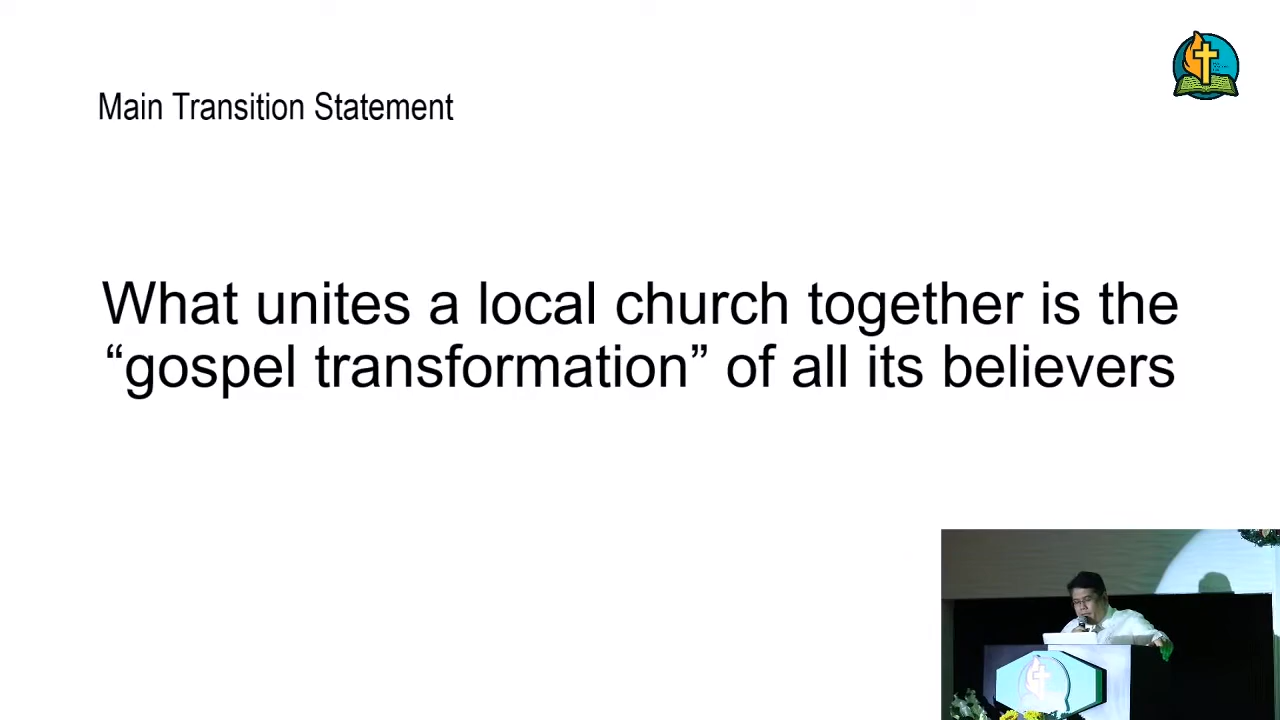 Main Transition Statement
What unites a local church together is the
“gospel transformation” of all its believers